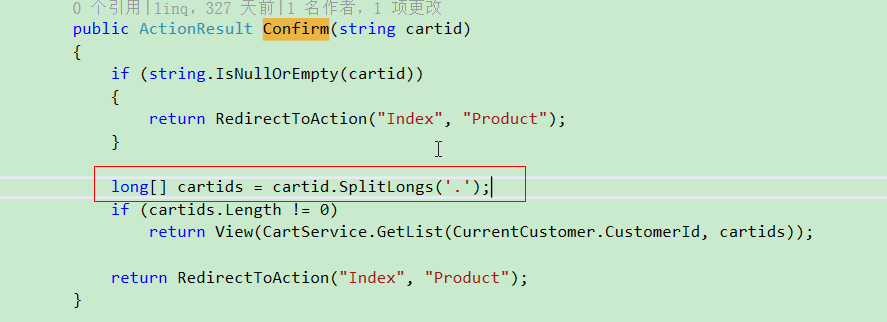 0 个引用|linq，327 天前|1 名作者，1 项更改
public ActionResult Confirm(string cartid)
{
if (string.IsNullOrEmpty(cartid))
{
return RedirectToAction("Index", "Product");
}
long[] cartids = cartid.SplitLongs('.');
if (cartids.Length != 0)
return View(CartService.GetList(CurrentCustomer.CustomerId, cartids));
return RedirectToAction("Index", "Product");
}